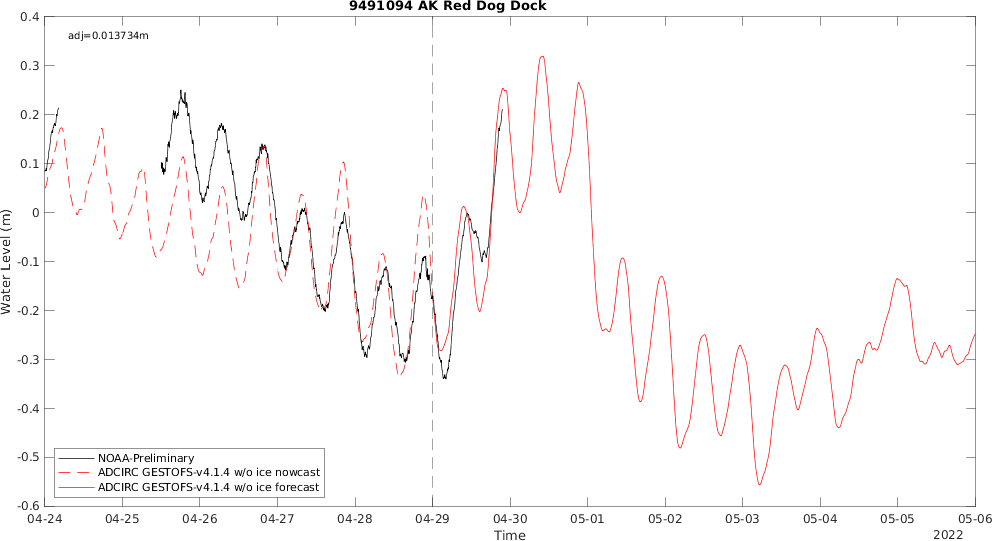 9491094 AK Red Dog Dock
adj=0.013734m
0.4
0.3
0.2
0.1
0
-0.1
-0.2
-0.3
-0.4
-0.5
-0.6
Water Level (m)
NOAA-Preliminary
ADCIRC GESTOFS-v4.1.4 w/o ice nowcast
ADCIRC GESTOFS-v4.1.4 w/o ice forecast
04-24 04-25 04-26 04-27 04-28 04-29 04-30 05-01 05-02 05-03 05-04 05-05 05-06
Time
2022